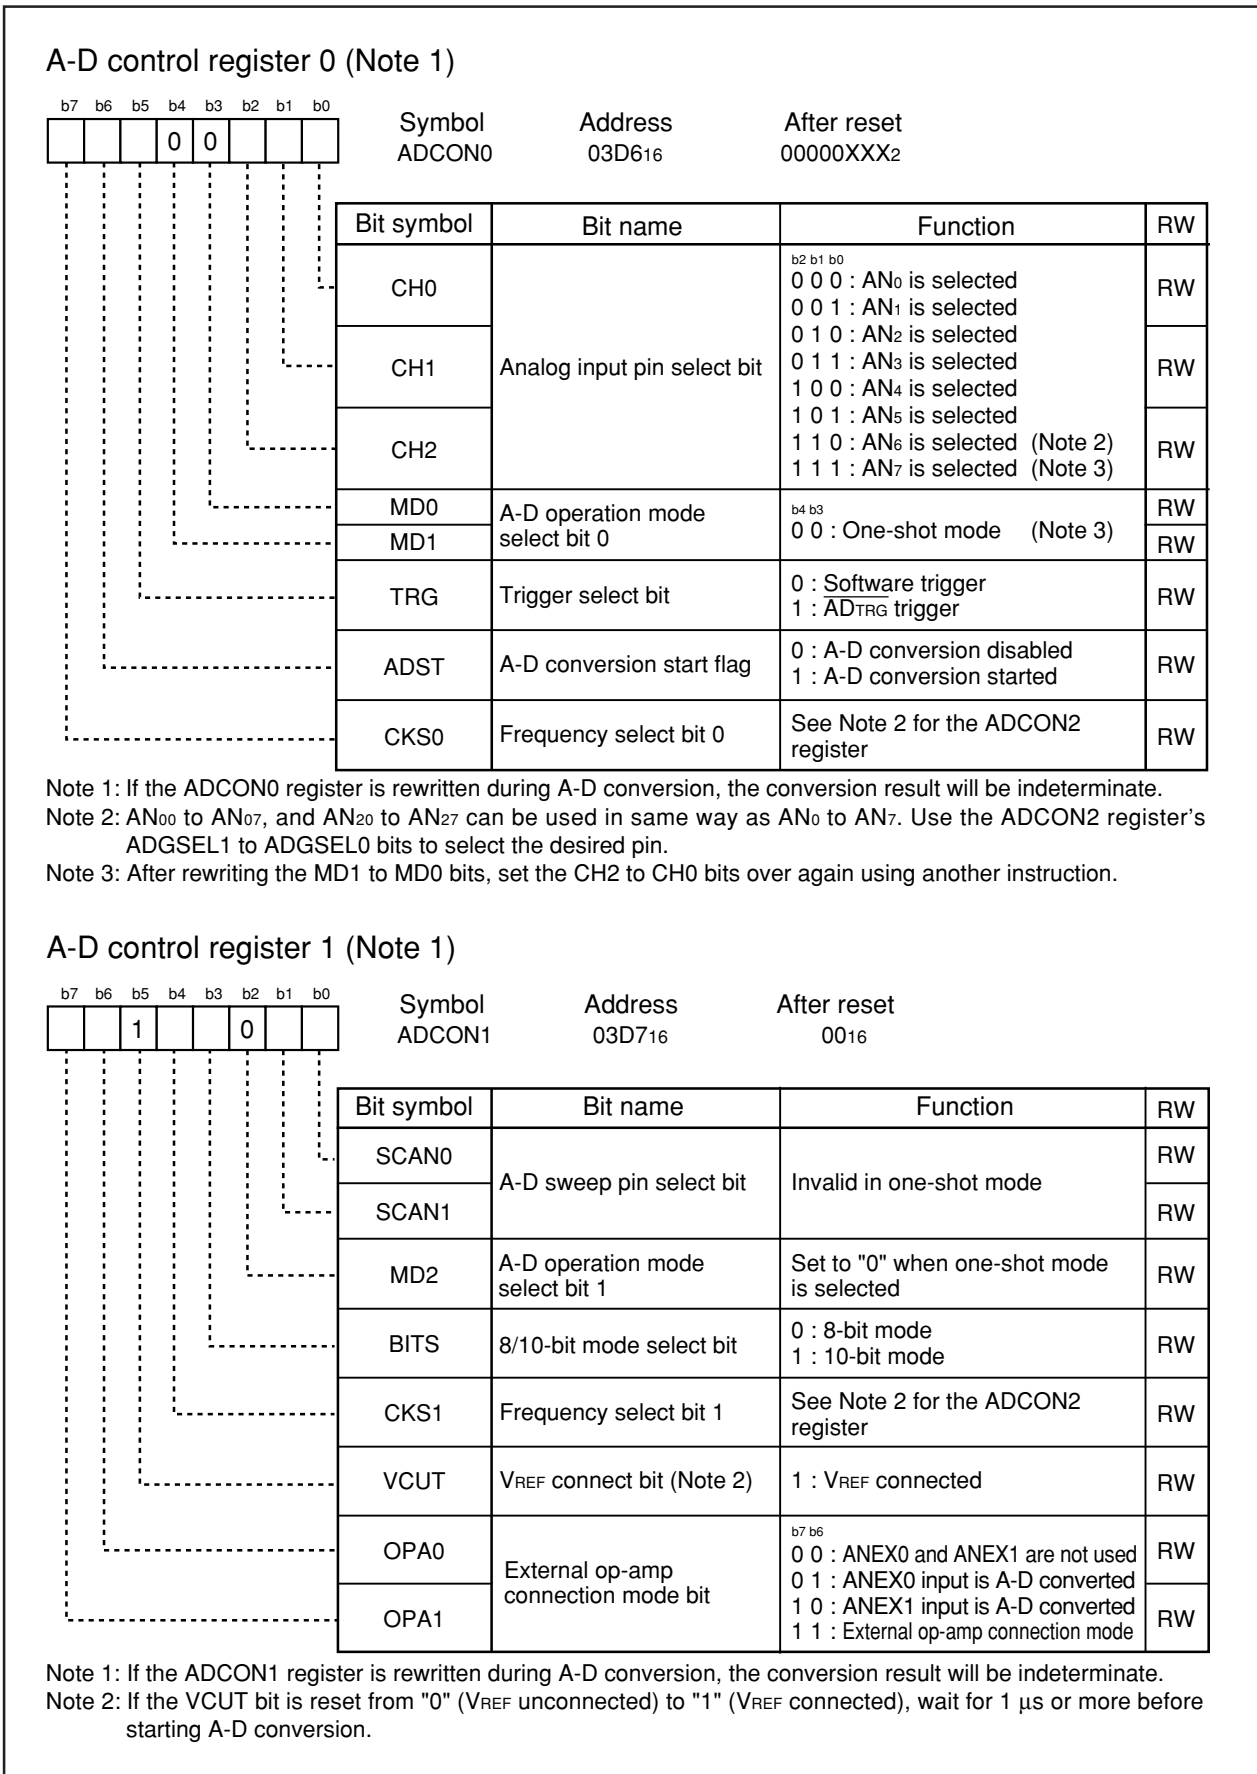 A-D control register 0 (Note 1)
b7 b6 b5 b4 b3 b2 b1 b0
0 0
Symbol Address After reset
ADCON0 03D616 00000XXX2
Bit symbol Bit name Function RW
CH0 RW
CH1 Analog input pin select bit RW
CH2 RW
b2 b1 b0
0 0 0 : AN0 is selected
0 0 1 : AN1 is selected
0 1 0 : AN2 is selected
0 1 1 : AN3 is selected
1 0 0 : AN4 is selected
1 0 1 : AN5 is selected
1 1 0 : AN6 is selected (Note 2)
1 1 1 : AN7 is selected (Note 3)
MD0 RW
MD1 RW
A-D operation mode
select bit 0
b4 b3
0 0 : One-shot mode (Note 3)
TRG Trigger select bit RW
0 : Software trigger
1 : ADTRG trigger
ADST A-D conversion start flag RW
0 : A-D conversion disabled
1 : A-D conversion started
CKS0 Frequency select bit 0 RW
See Note 2 for the ADCON2
register
Note 1: If the ADCON0 register is rewritten during A-D conversion, the conversion result will be indeterminate.
Note 2: AN00 to AN07, and AN20 to AN27 can be used in same way as AN0 to AN7. Use the ADCON2 register's
ADGSEL1 to ADGSEL0 bits to select the desired pin.
Note 3: After rewriting the MD1 to MD0 bits, set the CH2 to CH0 bits over again using another instruction.
A-D control register 1 (Note 1)
b7 b6 b5 b4 b3 b2 b1 b0
1 0
Symbol Address After reset
ADCON1 03D716 0016
Bit symbol Bit name Function RW
SCAN0 RW
A-D sweep pin select bit Invalid in one-shot mode
SCAN1 RW
MD2 RW
A-D operation mode
select bit 1
Set to "0" when one-shot mode
is selected
BITS 8/10-bit mode select bit RW
0 : 8-bit mode
1 : 10-bit mode
CKS1 Frequency select bit 1 RW
See Note 2 for the ADCON2
register
VCUT VREF connect bit (Note 2) 1 : VREF connected RW
OPA0 RW
OPA1 RW
External op-amp
connection mode bit
b7 b6
0 0 : ANEX0 and ANEX1 are not used
0 1 : ANEX0 input is A-D converted
1 0 : ANEX1 input is A-D converted
1 1 : External op-amp connection mode
Note 1: If the ADCON1 register is rewritten during A-D conversion, the conversion result will be indeterminate.
Note 2: If the VCUT bit is reset from "0" (VREF unconnected) to "1" (VREF connected), wait for 1 μs or more before
starting A-D conversion.